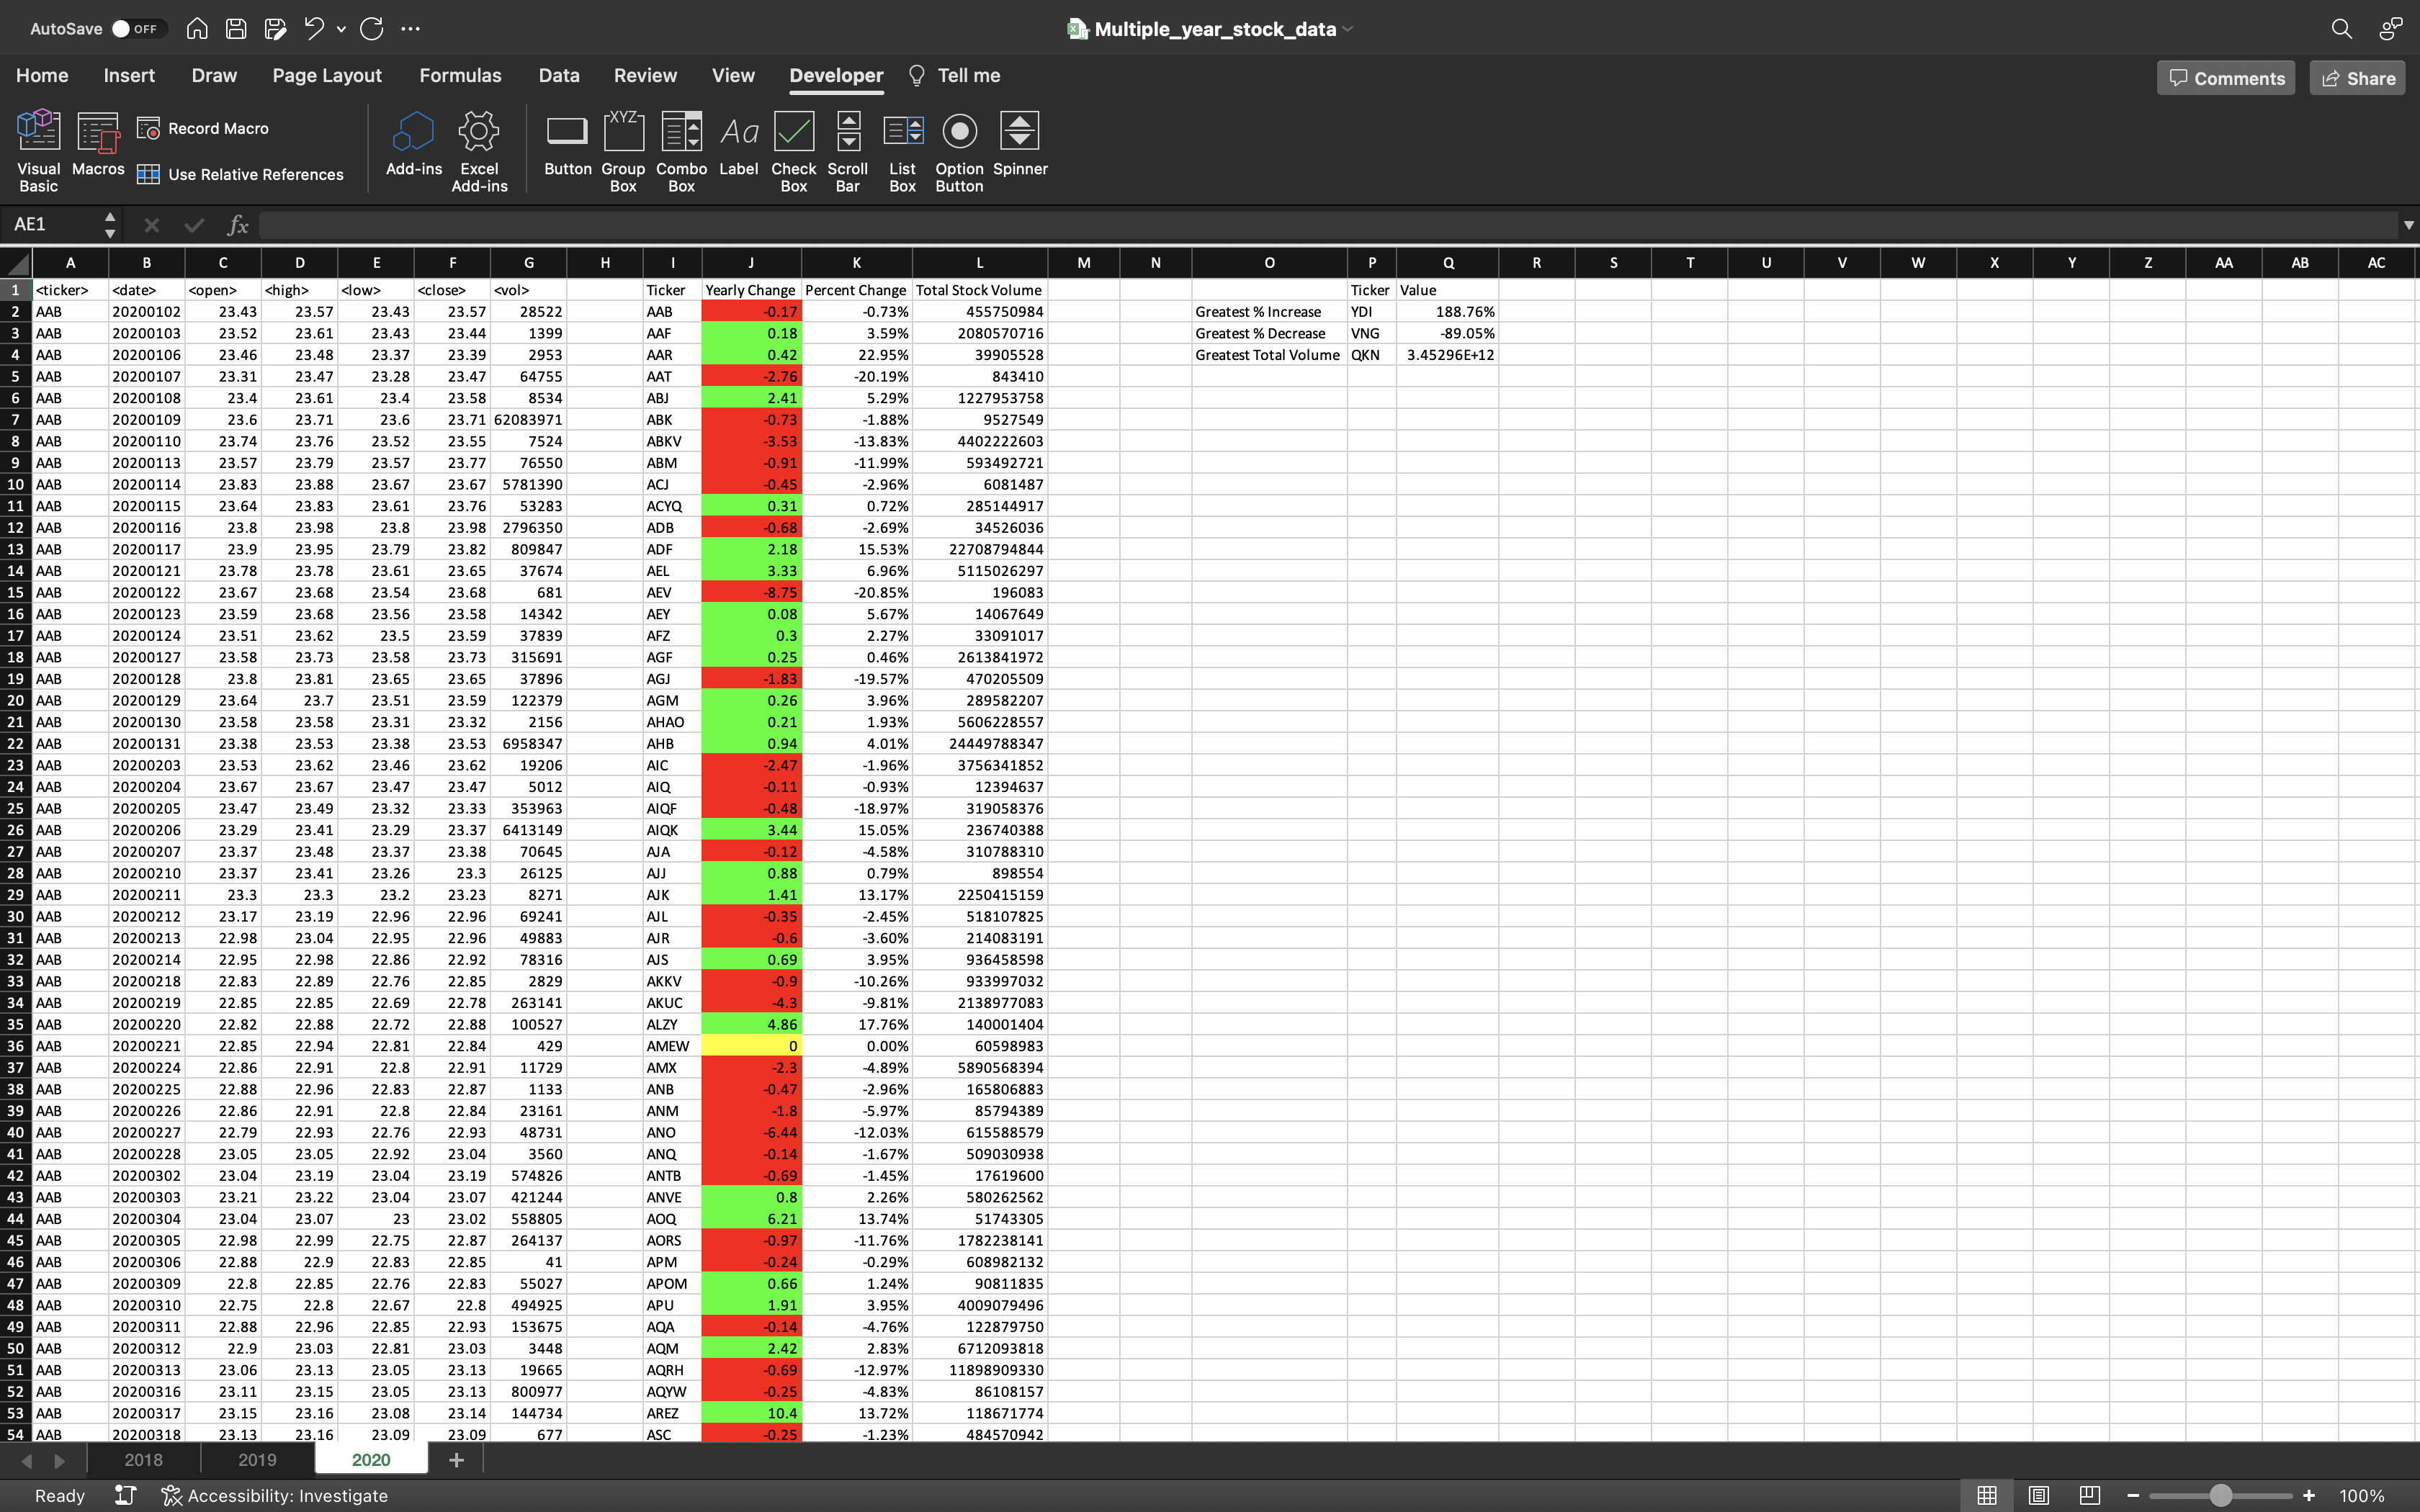 AutoSave OFF Multiple_year_stock_data
Home Insert Draw Page Layout Formulas Data Review View Developer Tell me Comments Share
Visual Basic Macros Record Macro Use Relative References Add-ins Excel Add-ins Button Group Box Combo Box Label Check Box Scroll Bar List Box Option Button Spinner
AE1 fx
A B C D E F G H I J K L M N O P Q R S T U V W X Y Z AA AB AC
1 <ticker> <date> <open> <high> <low> <close> <vol> Ticker Yearly Change Percent Change Total Stock Volume Ticker Value
2 AAB 20200102 23.43 23.57 23.43 23.57 28522 AAB -0.17 -0.73% 455750984 Greatest % Increase YDI 188.76%
3 AAB 20200103 23.52 23.61 23.43 23.44 1399 AAF 0.18 3.59% 2080570716 Greatest % Decrease VNG -89.05%
4 AAB 20200106 23.46 23.48 23.37 23.39 2953 AAR 0.42 22.95% 39905528 Greatest Total Volume QKN 3.45296E+12
5 AAB 20200107 23.31 23.47 23.28 23.47 64755 AAT -2.76 -20.19% 843410
6 AAB 20200108 23.4 23.61 23.4 23.58 8534 ABJ 2.41 5.29% 1227953758
7 AAB 20200109 23.6 23.71 23.6 23.71 62083971 ABK -0.73 -1.88% 9527549
8 AAB 20200110 23.74 23.76 23.52 23.55 7524 ABKV -3.53 -13.83% 4402222603
9 AAB 20200113 23.57 23.79 23.57 23.77 76550 ABM -0.91 -11.99% 593492721
10 AAB 20200114 23.83 23.88 23.67 23.67 5781390 ACJ -0.45 -2.96% 6081487
11 AAB 20200115 23.64 23.83 23.61 23.76 53283 ACYQ 0.31 0.72% 285144917
12 AAB 20200116 23.8 23.98 23.8 23.98 2796350 ADB -0.68 -2.69% 34526036
13 AAB 20200117 23.9 23.95 23.79 23.82 809847 ADF 2.18 15.53% 22708794844
14 AAB 20200121 23.78 23.78 23.61 23.65 37674 AEL 3.33 6.96% 5115026297
15 AAB 20200122 23.67 23.68 23.54 23.68 681 AEV -8.75 -20.85% 196083
16 AAB 20200123 23.59 23.68 23.56 23.58 14342 AEY 0.08 5.67% 14067649
17 AAB 20200124 23.51 23.62 23.5 23.59 37839 AFZ 0.3 2.27% 33091017
18 AAB 20200127 23.58 23.73 23.58 23.73 315691 AGF 0.25 0.46% 2613841972
19 AAB 20200128 23.8 23.81 23.65 23.65 37896 AGJ -1.83 -19.57% 470205509
20 AAB 20200129 23.64 23.7 23.51 23.59 122379 AGM 0.26 3.96% 289582207
21 AAB 20200130 23.58 23.58 23.31 23.32 2156 AHAO 0.21 1.93% 5606228557
22 AAB 20200131 23.38 23.53 23.38 23.53 6958347 AHB 0.94 4.01% 24449788347
23 AAB 20200203 23.53 23.62 23.46 23.62 19206 AIC -2.47 -1.96% 3756341852
24 AAB 20200204 23.67 23.67 23.47 23.47 5012 AIQ -0.11 -0.93% 12394637
25 AAB 20200205 23.47 23.49 23.32 23.33 353963 AIQF -0.48 -18.97% 319058376
26 AAB 20200206 23.29 23.41 23.29 23.37 6413149 AIQK 3.44 15.05% 236740388
27 AAB 20200207 23.37 23.48 23.37 23.38 70645 AJA -0.12 -4.58% 310788310
28 AAB 20200210 23.37 23.41 23.26 23.3 26125 AJJ 0.88 0.79% 898554
29 AAB 20200211 23.3 23.3 23.2 23.23 8271 AJK 1.41 13.17% 2250415159
30 AAB 20200212 23.17 23.19 22.96 22.96 69241 AJL -0.35 -2.45% 518107825
31 AAB 20200213 22.98 23.04 22.95 22.96 49883 AJR -0.6 -3.60% 214083191
32 AAB 20200214 22.95 22.98 22.86 22.92 78316 AJS 0.69 3.95% 936458598
33 AAB 20200218 22.83 22.89 22.76 22.85 2829 AKKV -0.9 -10.26% 933997032
34 AAB 20200219 22.85 22.85 22.69 22.78 263141 AKUC -4.3 -9.81% 2138977083
35 AAB 20200220 22.82 22.88 22.72 22.88 100527 ALZY 4.86 17.76% 140001404
36 AAB 20200221 22.85 22.94 22.81 22.84 429 AMEW 0 0.00% 60598983
37 AAB 20200224 22.86 22.91 22.8 22.91 11729 AMX -2.3 -4.89% 5890568394
38 AAB 20200225 22.88 22.96 22.83 22.87 1133 ANB -0.47 -2.96% 165806883
39 AAB 20200226 22.86 22.91 22.8 22.84 23161 ANM -1.8 -5.97% 85794389
40 AAB 20200227 22.79 22.93 22.76 22.93 48731 ANO -6.44 -12.03% 615588579
41 AAB 20200228 23.05 23.05 22.92 23.04 3560 ANQ -0.14 -1.67% 509030938
42 AAB 20200302 23.04 23.19 23.04 23.19 574826 ANTB -0.69 -1.45% 17619600
43 AAB 20200303 23.21 23.22 23.04 23.07 421244 ANVE 0.8 2.26% 580262562
44 AAB 20200304 23.04 23.07 23 23.02 558805 AOQ 6.21 13.74% 51743305
45 AAB 20200305 22.98 22.99 22.75 22.87 264137 AORS -0.97 -11.76% 1782238141
46 AAB 20200306 22.88 22.9 22.83 22.85 41 APM -0.24 -0.29% 608982132
47 AAB 20200309 22.8 22.85 22.76 22.83 55027 APOM 0.66 1.24% 90811835
48 AAB 20200310 22.75 22.8 22.67 22.8 494925 APU 1.91 3.95% 4009079496
49 AAB 20200311 22.88 22.96 22.85 22.93 153675 AQA -0.14 -4.76% 122879750
50 AAB 20200312 22.9 23.03 22.81 23.03 3448 AQM 2.42 2.83% 6712093818
51 AAB 20200313 23.06 23.13 23.05 23.13 19665 AQRH -0.69 -12.97% 11898909330
52 AAB 20200316 23.11 23.15 23.05 23.13 800977 AQYW -0.25 -4.83% 86108157
53 AAB 20200317 23.15 23.16 23.08 23.14 144734 AREZ 10.4 13.72% 118671774
54 AAB 20200318 23.13 23.16 23.09 23.09 677 ASC -0.25 -1.23% 484570942
2018 2019 2020 +
Ready Accessibility: Investigate 100%